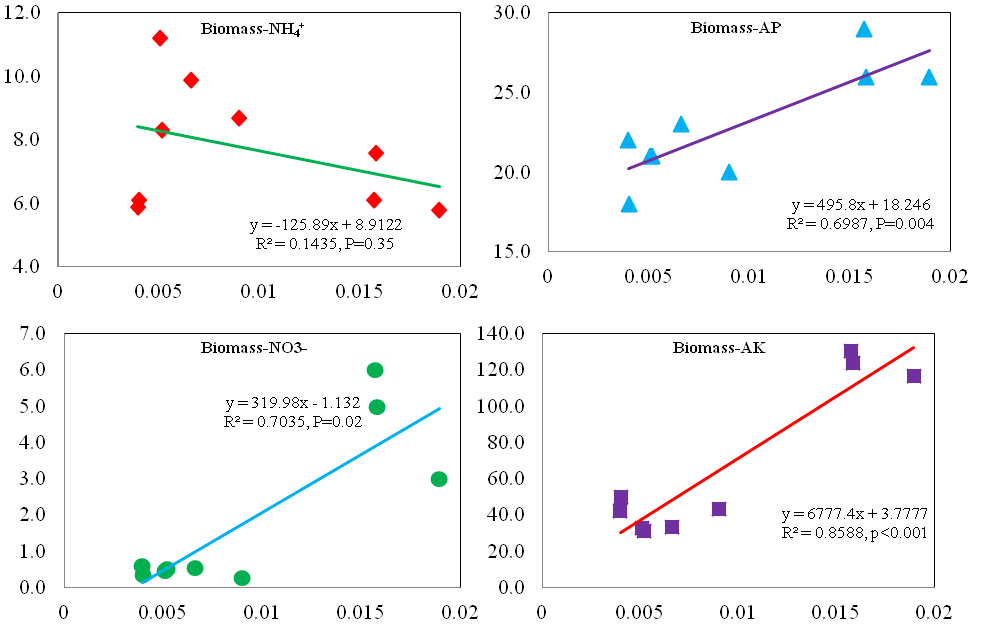 Biomass-NH₄⁺
12.0
10.0
8.0
6.0
4.0
y = -125.89x + 8.9122
R² = 0.1435, P=0.35
0 0.005 0.01 0.015 0.02
Biomass-AP
30.0
25.0
20.0
15.0
y = 495.8x + 18.246
R² = 0.6987, P=0.004
0 0.005 0.01 0.015 0.02
Biomass-NO3-
7.0
6.0
5.0
4.0
3.0
2.0
1.0
0.0
y = 319.98x - 1.132
R² = 0.7035, P=0.02
0 0.005 0.01 0.015 0.02
Biomass-AK
140.0
120.0
100.0
80.0
60.0
40.0
20.0
0.0
y = 6777.4x + 3.7777
R² = 0.8588, p<0.001
0 0.005 0.01 0.015 0.02